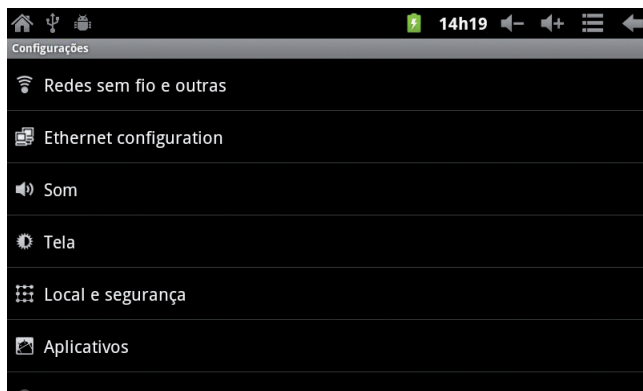 14h19
Configurações
Redes sem fio e outras
Ethernet configuration
Som
Tela
Local e segurança
Aplicativos